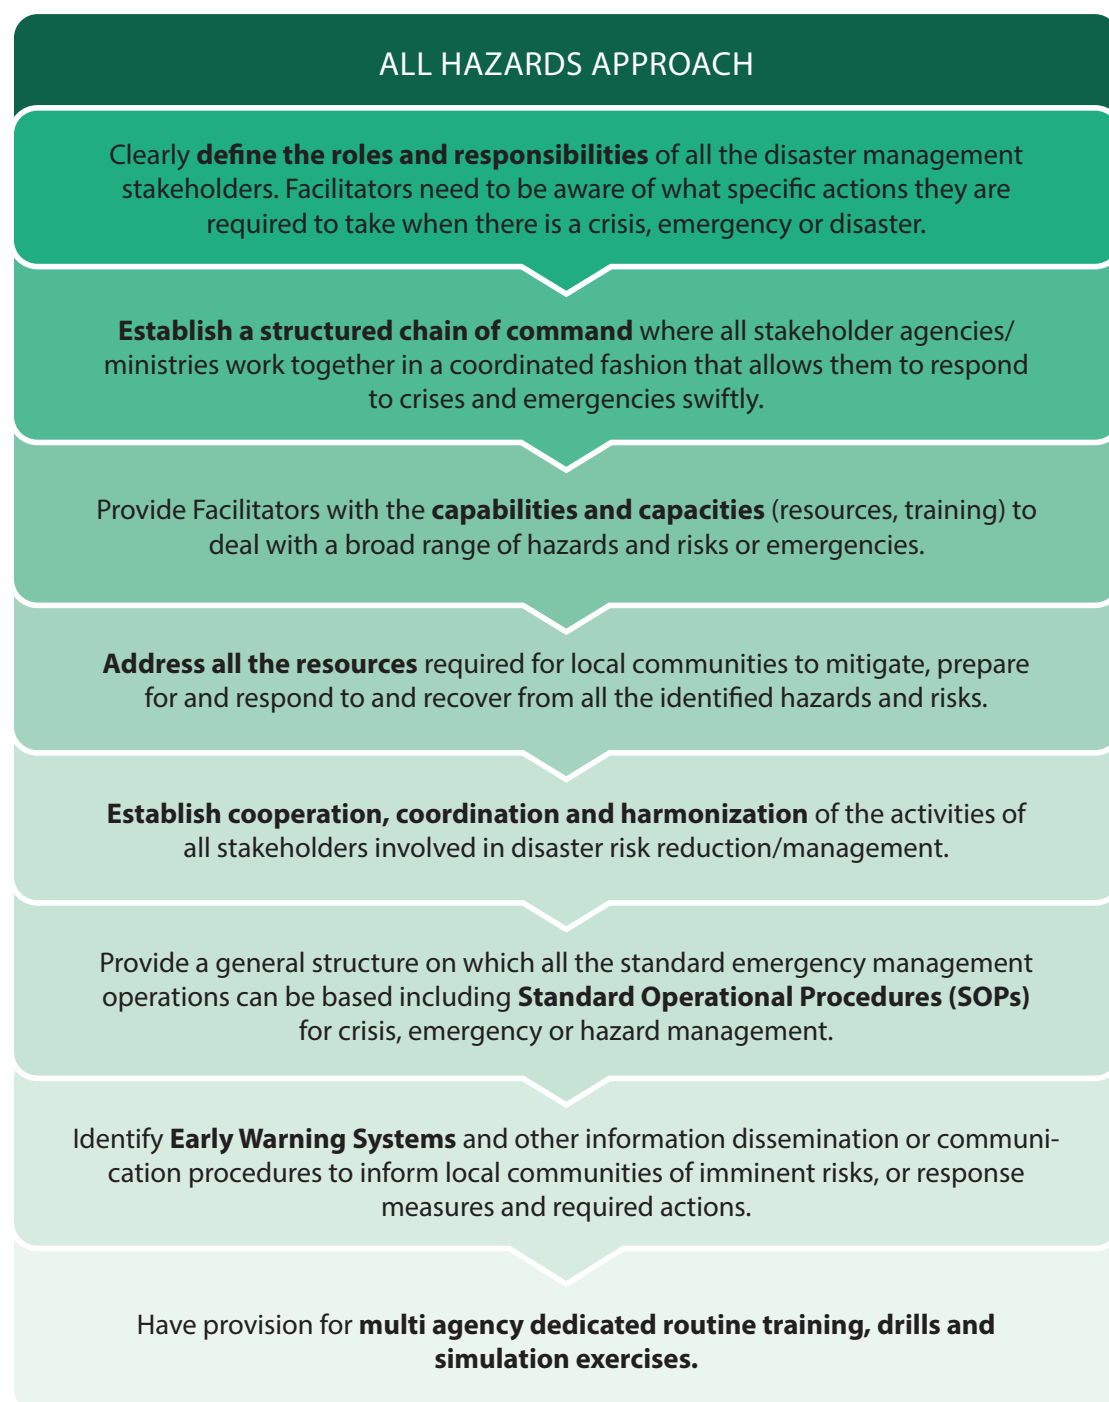 ALL HAZARDS APPROACH
Clearly define the roles and responsibilities of all the disaster management
stakeholders. Facilitators need to be aware of what specific actions they are
required to take when there is a crisis, emergency or disaster.
Establish a structured chain of command where all stakeholder agencies/
ministries work together in a coordinated fashion that allows them to respond
to crises and emergencies swiftly.
Provide Facilitators with the capabilities and capacities (resources, training) to
deal with a broad range of hazards and risks or emergencies.
Address all the resources required for local communities to mitigate, prepare
for and respond to and recover from all the identified hazards and risks.
Establish cooperation, coordination and harmonization of the activities of
all stakeholders involved in disaster risk reduction/management.
Provide a general structure on which all the standard emergency management
operations can be based including Standard Operational Procedures (SOPs)
for crisis, emergency or hazard management.
Identify Early Warning Systems and other information dissemination or communi-
cation procedures to inform local communities of imminent risks, or response
measures and required actions.
Have provision for multi agency dedicated routine training, drills and
simulation exercises.